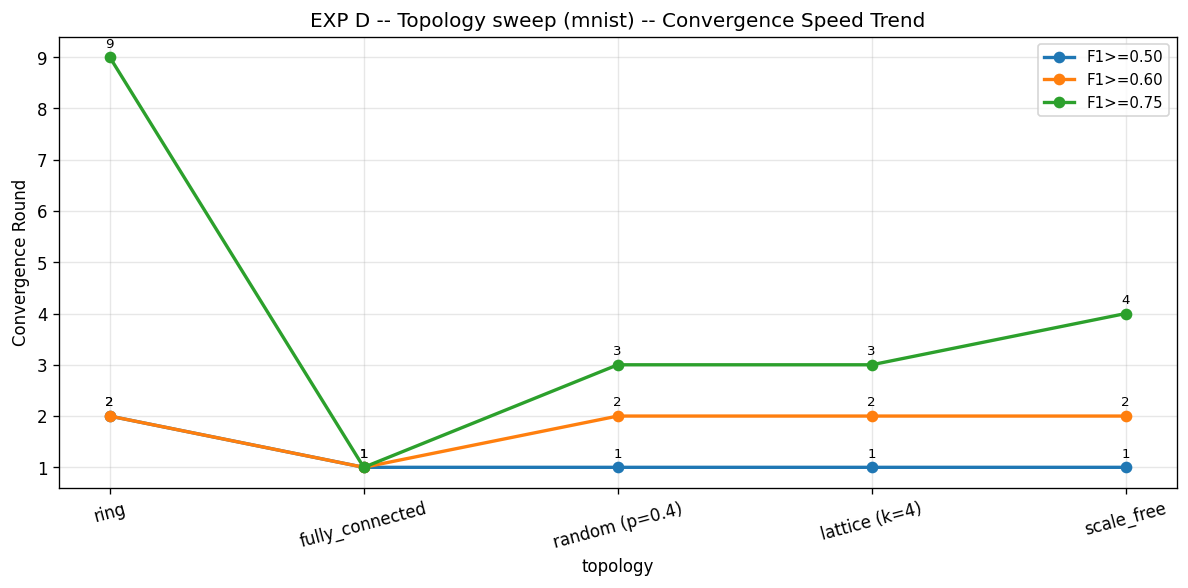 EXP D -- Topology sweep (mnist) -- Convergence Speed Trend
F1>=0.50
F1>=0.60
F1>=0.75
Convergence Round
9
8
7
6
5
4
3
2
1
9
2
1
3
2
1
3
2
1
4
2
1
ring
fully_connected
random (p=0.4)
lattice (k=4)
scale_free
topology